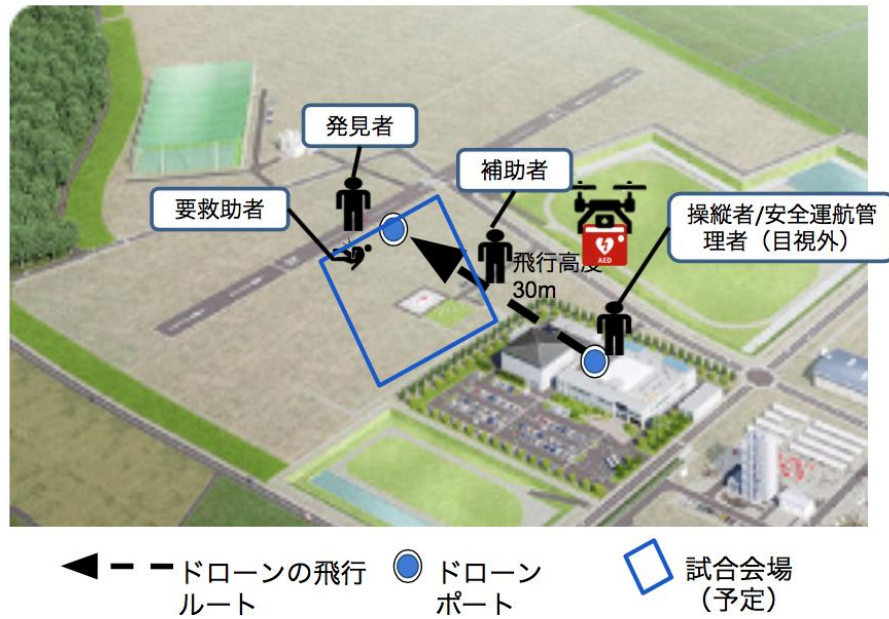 発見者
補助者
要救助者
操縦者/安全運航管
理者（目視外）
AED
飛行高度
30m
ドローンの飛行
ルート
ドローン
ポート
試合会場
（予定）